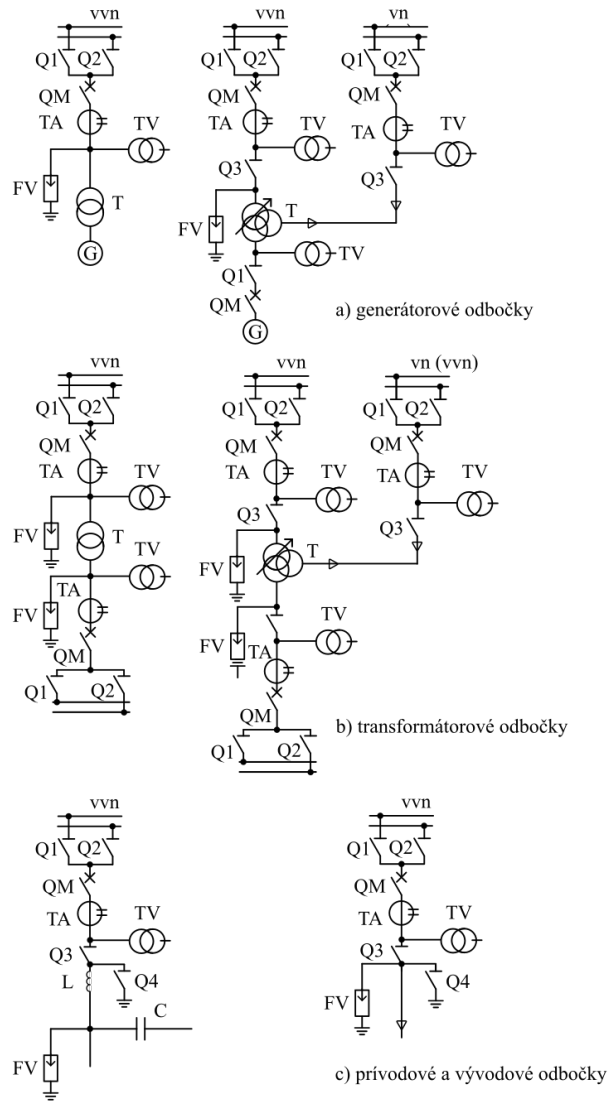 vvn
vvn
vn
Q1 Q2
Q1 Q2
Q1 Q2
QM
QM
QM
TA
TV
TA
TV
TA
TV
Q3
Q3
FV
T
FV
T
G
TV
Q1
QM
G
a) generátorové odbočky
vvn
vvn
vn (vvn)
Q1 Q2
Q1 Q2
Q1 Q2
QM
QM
QM
TA
TV
TA
TV
TA
TV
Q3
Q3
FV
T
FV
T
TV
TA
FV
FV
TA
TV
QM
QM
Q1 Q2
Q1 Q2
b) transformátorové odbočky
vvn
vvn
Q1 Q2
Q1 Q2
QM
QM
TA
TV
TA
TV
Q3
Q3
L
Q4
Q4
FV
C
FV
c) prívodové a vývodové odbočky